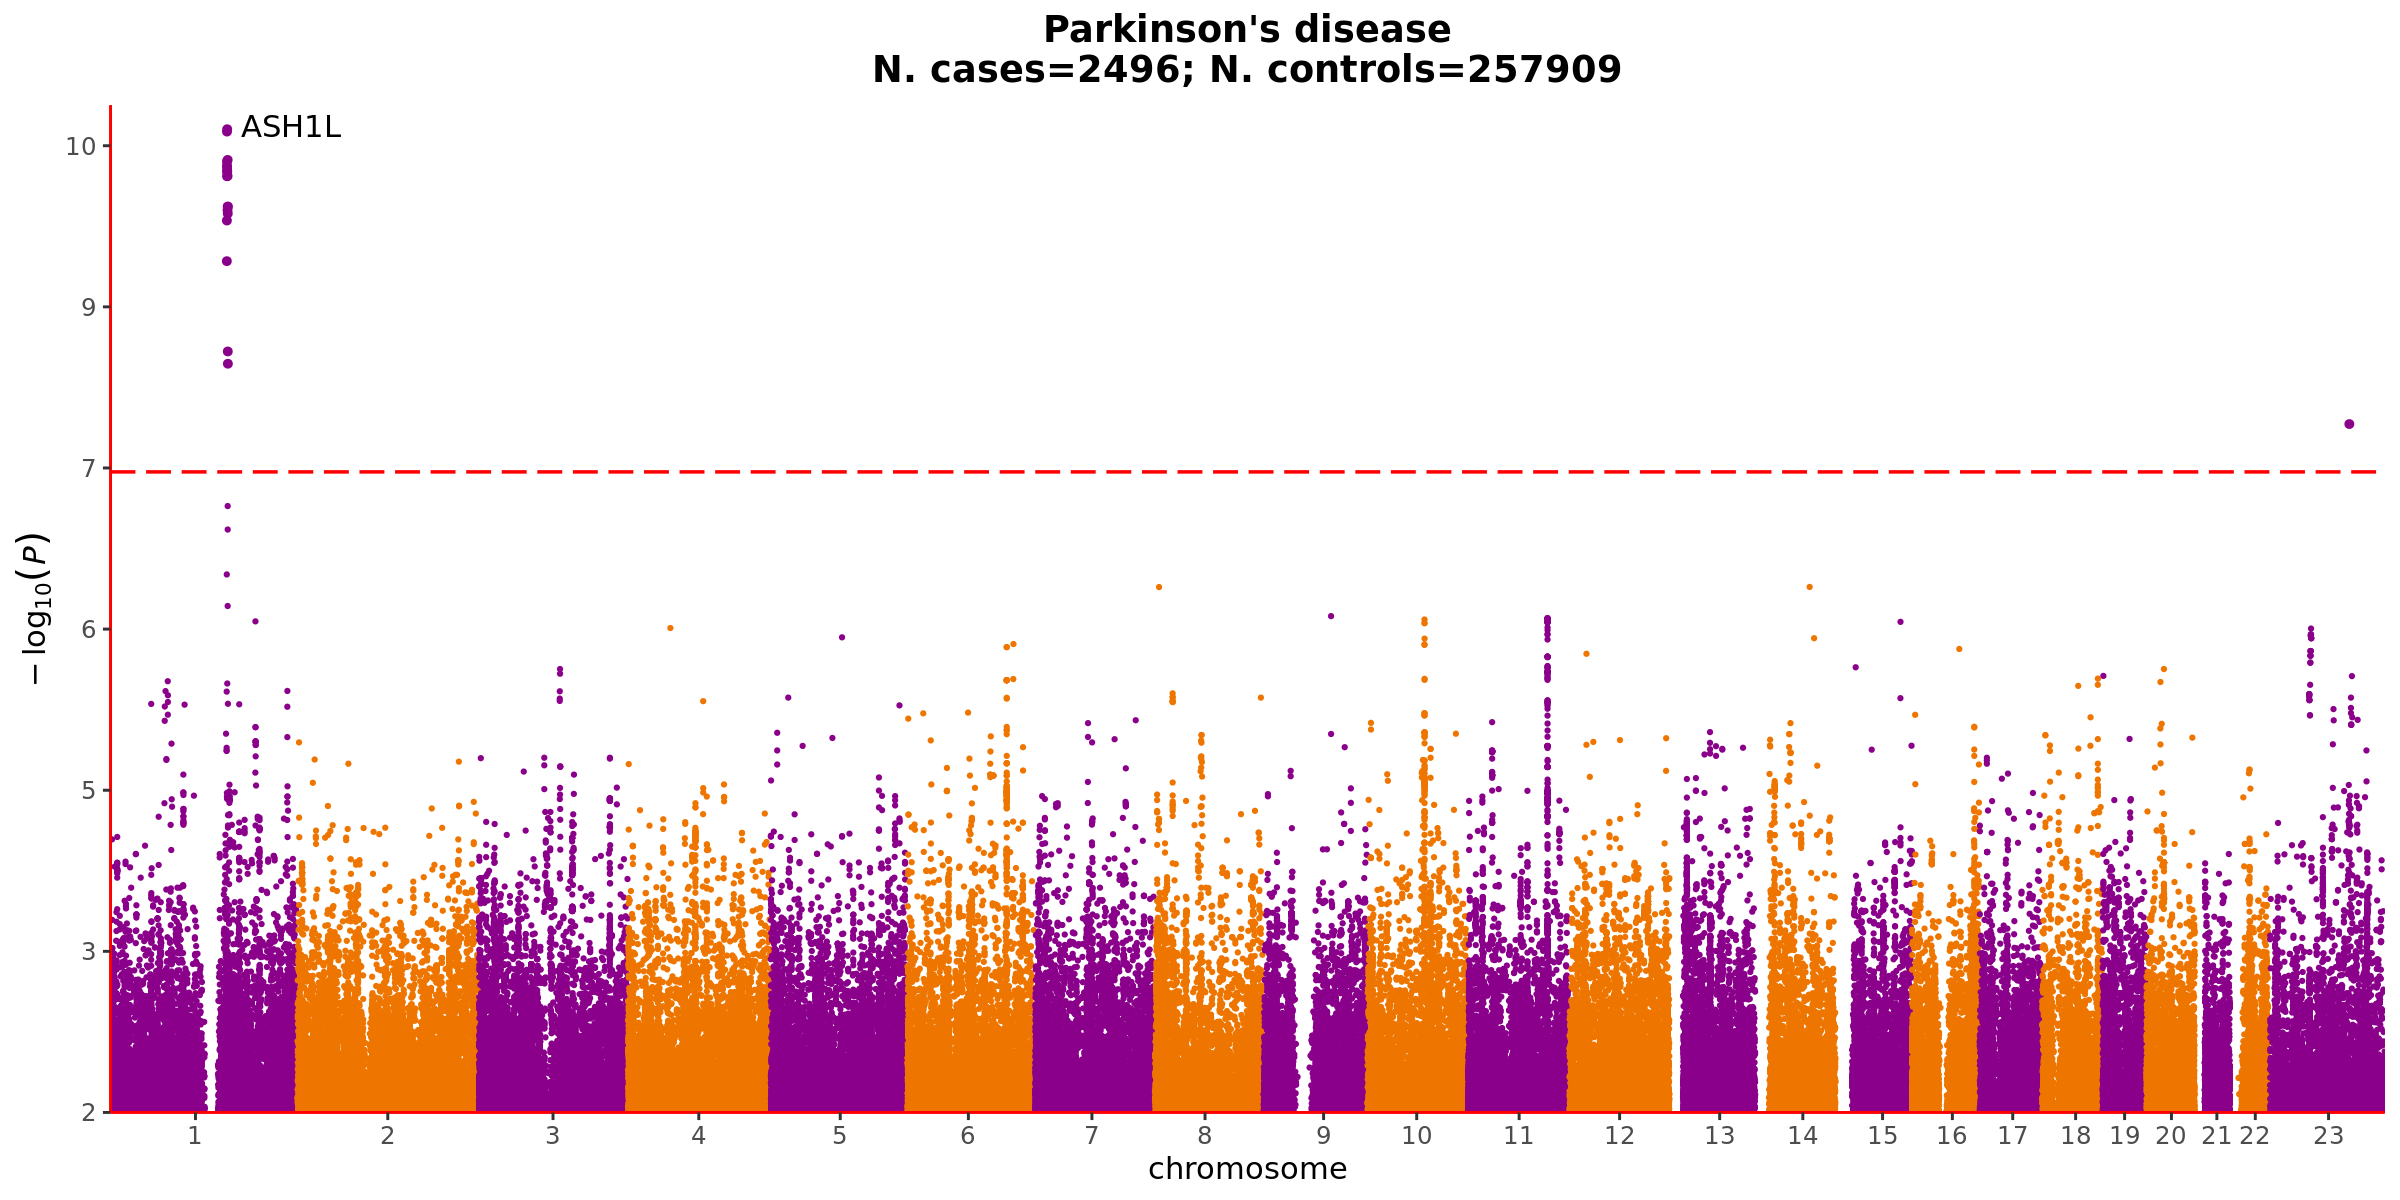 Parkinson's disease
N. cases=2496; N. controls=257909
ASH1L
10
9
7
6
5
3
2
−log10(P)
1 2 3 4 5 6 7 8 9 10 11 12 13 14 15 16 17 18 19 20 21 22 23
chromosome